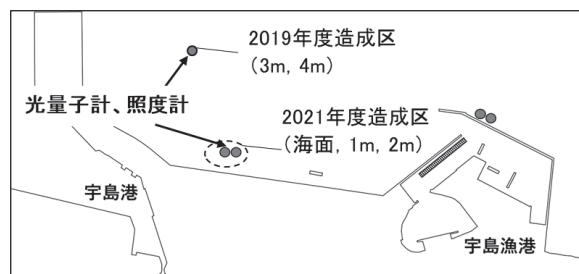 2019年度造成区
(3m, 4m)
光量子計、照度計
2021年度造成区
(海面, 1m, 2m)
宇島港
宇島漁港